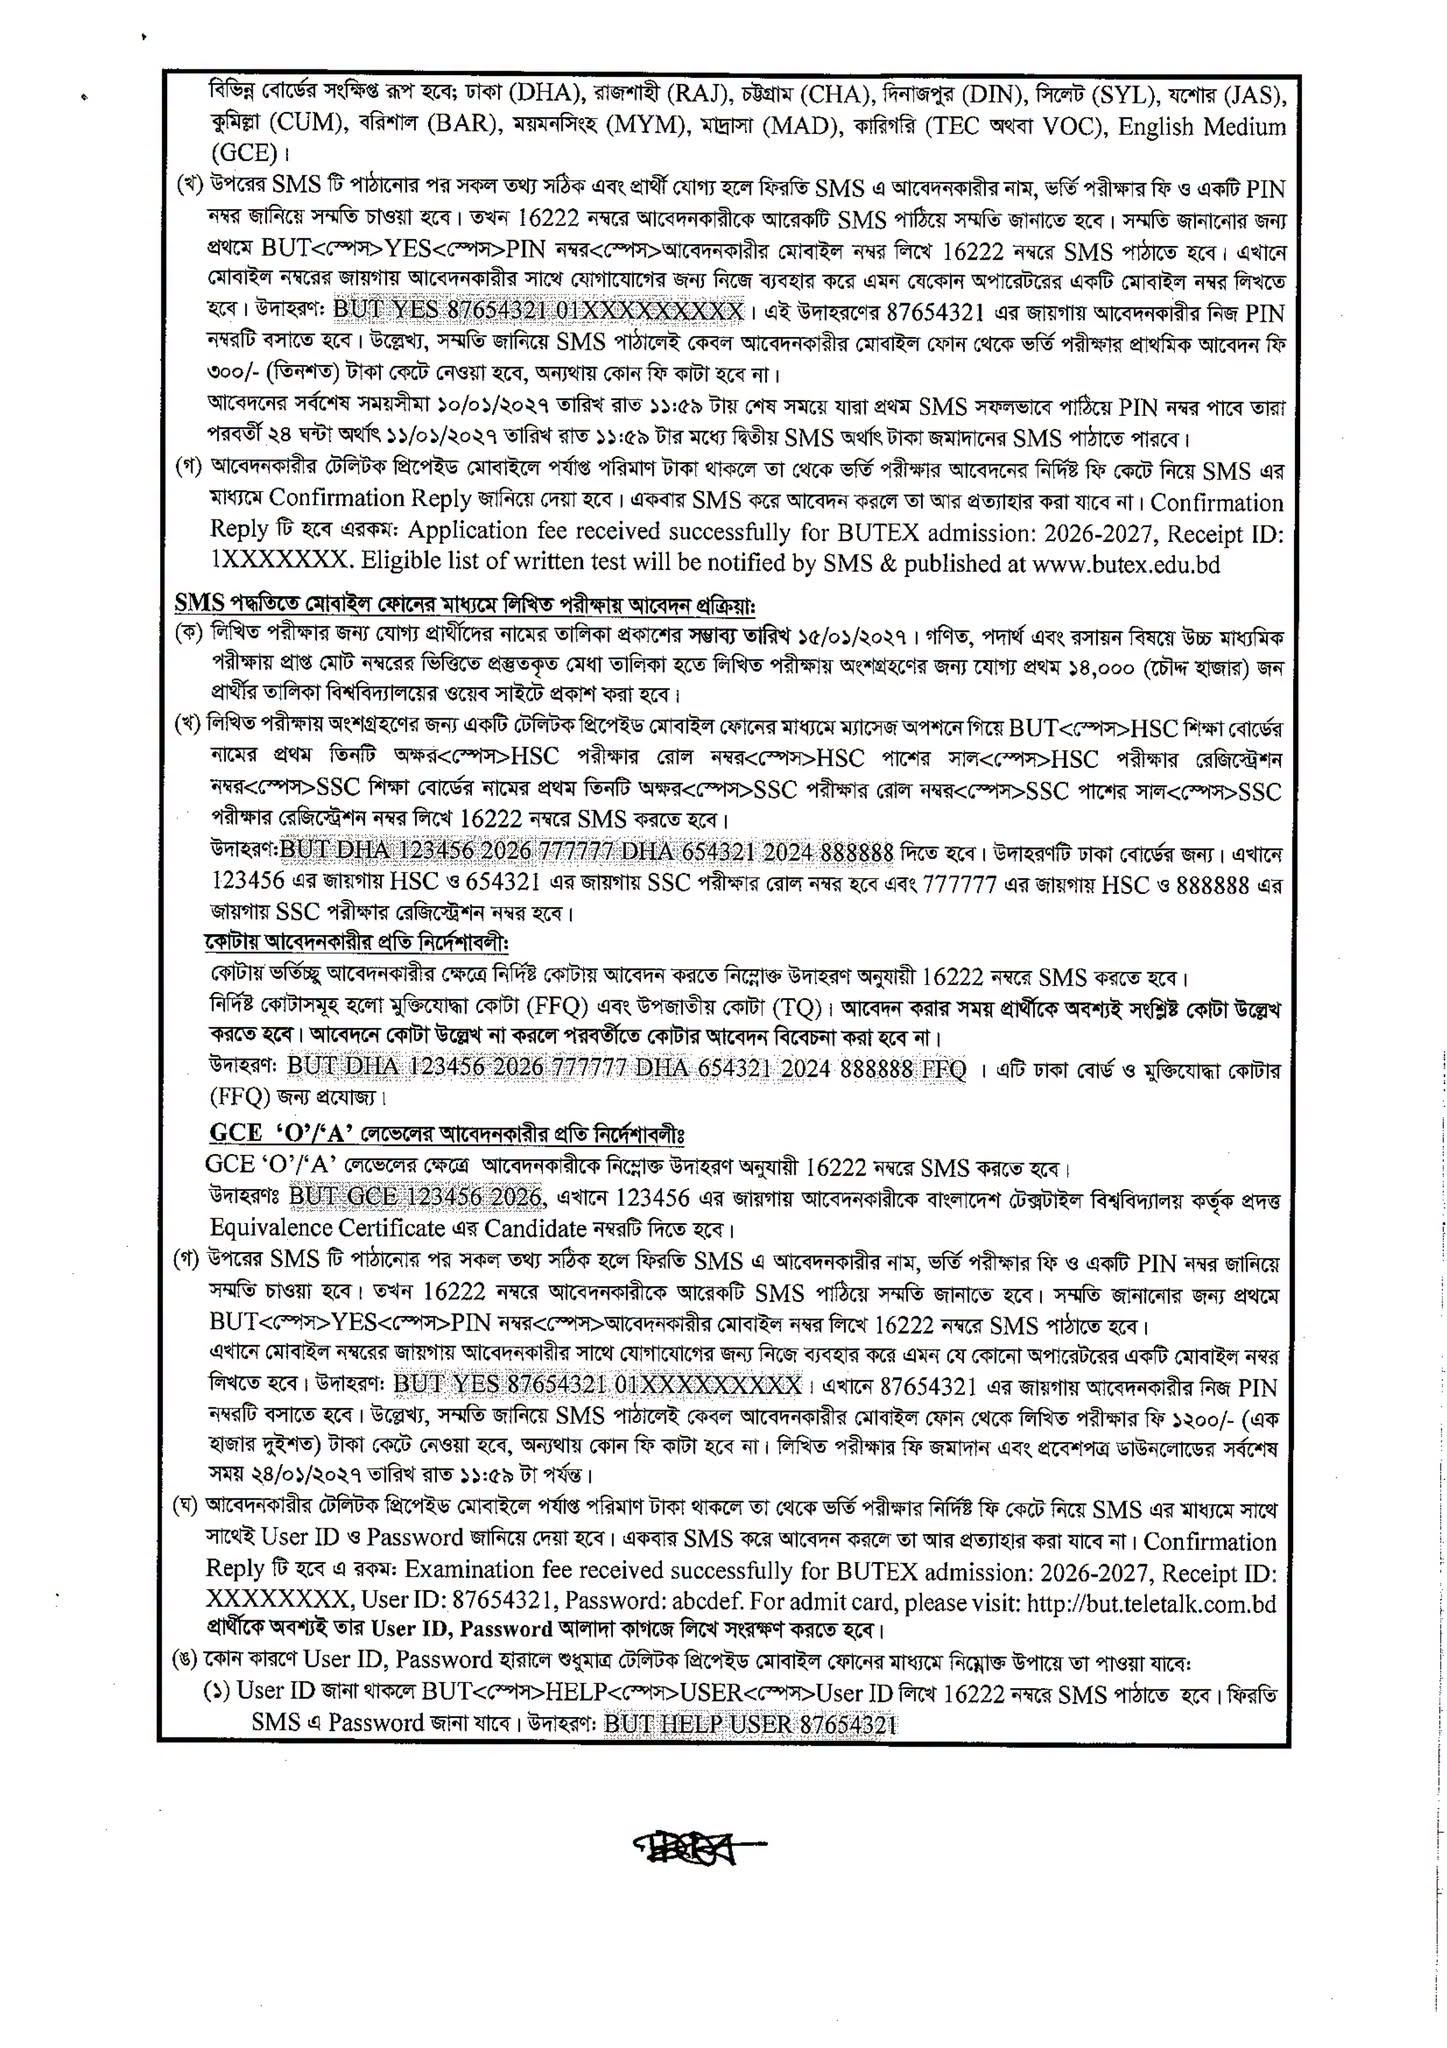 বিভিন্ন বোর্ডের সংক্ষিপ্ত রূপ হবে; ঢাকা (DHA), রাজশাহী (RAJ), চট্টগ্রাম (CHA), দিনাজপুর (DIN), সিলেট (SYL), যশোর (JAS),
কুমিল্লা (CUM), বরিশাল (BAR), ময়মনসিংহ (MYM), মাদ্রাসা (MAD), কারিগরি (TEC অথবা VOC), English Medium
(GCE)।
(খ) উপরের SMS টি পাঠানোর পর সকল তথ্য সঠিক এবং প্রার্থী যোগ্য হলে ফিরতি SMS এ আবেদনকারীর নাম, ভর্তি পরীক্ষার ফি ও একটি PIN
নম্বর জানিয়ে সম্মতি চাওয়া হবে। তখন 16222 নম্বরে আবেদনকারীকে আরেকটি SMS পাঠিয়ে সম্মতি জানাতে হবে। সম্মতি জানানোর জন্য
প্রথমে BUT<স্পেস>YES<স্পেস>PIN নম্বর<স্পেস>আবেদনকারীর মোবাইল নম্বর লিখে 16222 নম্বরে SMS পাঠাতে হবে। এখানে
মোবাইল নম্বরের জায়গায় আবেদনকারীর সাথে যোগাযোগের জন্য নিজে ব্যবহার করে এমন যেকোন অপারেটরের একটি মোবাইল নম্বর লিখতে
হবে। উদাহরণ: BUT YES 87654321 01XXXXXXXXX। এই উদাহরণের 87654321 এর জায়গায় আবেদনকারীর নিজ PIN
নম্বরটি বসাতে হবে। উল্লেখ্য, সম্মতি জানিয়ে SMS পাঠালেই কেবল আবেদনকারীর মোবাইল ফোন থেকে ভর্তি পরীক্ষার প্রাথমিক আবেদন ফি
৩০০/- (তিনশত) টাকা কেটে নেওয়া হবে, অন্যথায় কোন ফি কাটা হবে না।
আবেদনের সর্বশেষ সময়সীমা ১০/০১/২০২৭ তারিখ রাত ১১:৫৯ টায় শেষ সময়ে যারা প্রথম SMS সফলভাবে পাঠিয়ে PIN নম্বর পাবে তারা
পরবর্তী ২৪ ঘন্টা অর্থাৎ ১১/০১/২০২৭ তারিখ রাত ১১:৫৯ টার মধ্যে দ্বিতীয় SMS অর্থাৎ টাকা জমাদানের SMS পাঠাতে পারবে।
(গ) আবেদনকারীর টেলিটক প্রিপেইড মোবাইলে পর্যাপ্ত পরিমাণ টাকা থাকলে তা থেকে ভর্তি পরীক্ষার আবেদনের নির্দিষ্ট ফি কেটে নিয়ে SMS এর
মাধ্যমে Confirmation Reply জানিয়ে দেয়া হবে। একবার SMS করে আবেদন করলে তা আর প্রত্যাহার করা যাবে না। Confirmation
Reply টি হবে এরকম: Application fee received successfully for BUTEX admission: 2026-2027, Receipt ID:
1XXXXXXX. Eligible list of written test will be notified by SMS & published at www.butex.edu.bd
SMS পদ্ধতিতে মোবাইল ফোনের মাধ্যমে লিখিত পরীক্ষায় আবেদন প্রক্রিয়া:
(ক) লিখিত পরীক্ষার জন্য যোগ্য প্রার্থীদের নামের তালিকা প্রকাশের সম্ভাব্য তারিখ ১৫/০১/২০২৭। গণিত, পদার্থ এবং রসায়ন বিষয়ে উচ্চ মাধ্যমিক
পরীক্ষায় প্রাপ্ত মোট নম্বরের ভিত্তিতে প্রস্তুতকৃত মেধা তালিকা হতে লিখিত পরীক্ষায় অংশগ্রহণের জন্য যোগ্য প্রথম ১৪,০০০ (চৌদ্দ হাজার) জন
প্রার্থীর তালিকা বিশ্ববিদ্যালয়ের ওয়েব সাইটে প্রকাশ করা হবে।
(খ) লিখিত পরীক্ষায় অংশগ্রহণের জন্য একটি টেলিটক প্রিপেইড মোবাইল ফোনের মাধ্যমে ম্যাসেজ অপশনে গিয়ে BUT<স্পেস>HSC শিক্ষা বোর্ডের
নামের প্রথম তিনটি অক্ষর<স্পেস>HSC পরীক্ষার রোল নম্বর<স্পেস>HSC পাশের সাল<স্পেস>HSC পরীক্ষার রেজিস্ট্রেশন
নম্বর<স্পেস>SSC শিক্ষা বোর্ডের নামের প্রথম তিনটি অক্ষর<স্পেস>SSC পরীক্ষার রোল নম্বর<স্পেস>SSC পাশের সাল<স্পেস>SSC
পরীক্ষার রেজিস্ট্রেশন নম্বর লিখে 16222 নম্বরে SMS করতে হবে।
উদাহরণ:BUT DHA 123456 2026 777777 DHA 654321 2024 888888 দিতে হবে। উদাহরণটি ঢাকা বোর্ডের জন্য। এখানে
123456 এর জায়গায় HSC ও 654321 এর জায়গায় SSC পরীক্ষার রোল নম্বর হবে এবং 777777 এর জায়গায় HSC ও 888888 এর
জায়গায় SSC পরীক্ষার রেজিস্ট্রেশন নম্বর হবে।
কোটায় আবেদনকারীর প্রতি নির্দেশাবলী:
কোটায় ভর্তিচ্ছু আবেদনকারীর ক্ষেত্রে নির্দিষ্ট কোটায় আবেদন করতে নিম্নোক্ত উদাহরণ অনুযায়ী 16222 নম্বরে SMS করতে হবে।
নির্দিষ্ট কোটাসমূহ হলো মুক্তিযোদ্ধা কোটা (FFQ) এবং উপজাতীয় কোটা (TQ)। আবেদন করার সময় প্রার্থীকে অবশ্যই সংশ্লিষ্ট কোটা উল্লেখ
করতে হবে। আবেদনে কোটা উল্লেখ না করলে পরবর্তীতে কোটার আবেদন বিবেচনা করা হবে না।
উদাহরণ: BUT DHA 123456 2026 777777 DHA 654321 2024 888888 FFQ । এটি ঢাকা বোর্ড ও মুক্তিযোদ্ধা কোটার
(FFQ) জন্য প্রযোজ্য।
GCE ‘O’/‘A’ লেভেলের আবেদনকারীর প্রতি নির্দেশাবলীঃ
GCE ‘O’/‘A’ লেভেলের ক্ষেত্রে আবেদনকারীকে নিম্নোক্ত উদাহরণ অনুযায়ী 16222 নম্বরে SMS করতে হবে।
উদাহরণঃ BUT GCE 123456 2026, এখানে 123456 এর জায়গায় আবেদনকারীকে বাংলাদেশ টেক্সটাইল বিশ্ববিদ্যালয় কর্তৃক প্রদত্ত
Equivalence Certificate এর Candidate নম্বরটি দিতে হবে।
(গ) উপরের SMS টি পাঠানোর পর সকল তথ্য সঠিক হলে ফিরতি SMS এ আবেদনকারীর নাম, ভর্তি পরীক্ষার ফি ও একটি PIN নম্বর জানিয়ে
সম্মতি চাওয়া হবে। তখন 16222 নম্বরে আবেদনকারীকে আরেকটি SMS পাঠিয়ে সম্মতি জানাতে হবে। সম্মতি জানানোর জন্য প্রথমে
BUT<স্পেস>YES<স্পেস>PIN নম্বর<স্পেস>আবেদনকারীর মোবাইল নম্বর লিখে 16222 নম্বরে SMS পাঠাতে হবে।
এখানে মোবাইল নম্বরের জায়গায় আবেদনকারীর সাথে যোগাযোগের জন্য নিজে ব্যবহার করে এমন যে কোনো অপারেটরের একটি মোবাইল নম্বর
লিখতে হবে। উদাহরণ: BUT YES 87654321 01XXXXXXXXX। এখানে 87654321 এর জায়গায় আবেদনকারীর নিজ PIN
নম্বরটি বসাতে হবে। উল্লেখ্য, সম্মতি জানিয়ে SMS পাঠালেই কেবল আবেদনকারীর মোবাইল ফোন থেকে লিখিত পরীক্ষার ফি ১২০০/- (এক
হাজার দুইশত) টাকা কেটে নেওয়া হবে, অন্যথায় কোন ফি কাটা হবে না। লিখিত পরীক্ষার ফি জমাদান এবং প্রবেশপত্র ডাউনলোডের সর্বশেষ
সময় ২৪/০১/২০২৭ তারিখ রাত ১১:৫৯ টা পর্যন্ত।
(ঘ) আবেদনকারীর টেলিটক প্রিপেইড মোবাইলে পর্যাপ্ত পরিমাণ টাকা থাকলে তা থেকে ভর্তি পরীক্ষার নির্দিষ্ট ফি কেটে নিয়ে SMS এর মাধ্যমে সাথে
সাথেই User ID ও Password জানিয়ে দেয়া হবে। একবার SMS করে আবেদন করলে তা আর প্রত্যাহার করা যাবে না। Confirmation
Reply টি হবে এ রকম: Examination fee received successfully for BUTEX admission: 2026-2027, Receipt ID:
XXXXXXXX, User ID: 87654321, Password: abcdef. For admit card, please visit: http://but.teletalk.com.bd
প্রার্থীকে অবশ্যই তার User ID, Password আলাদা কাগজে লিখে সংরক্ষণ করতে হবে।
(ঙ) কোন কারণে User ID, Password হারালে শুধুমাত্র টেলিটক প্রিপেইড মোবাইল ফোনের মাধ্যমে নিম্নোক্ত উপায়ে তা পাওয়া যাবে:
(১) User ID জানা থাকলে BUT<স্পেস>HELP<স্পেস>USER<স্পেস>User ID লিখে 16222 নম্বরে SMS পাঠাতে হবে। ফিরতি
SMS এ Password জানা যাবে। উদাহরণ: BUT HELP USER 87654321